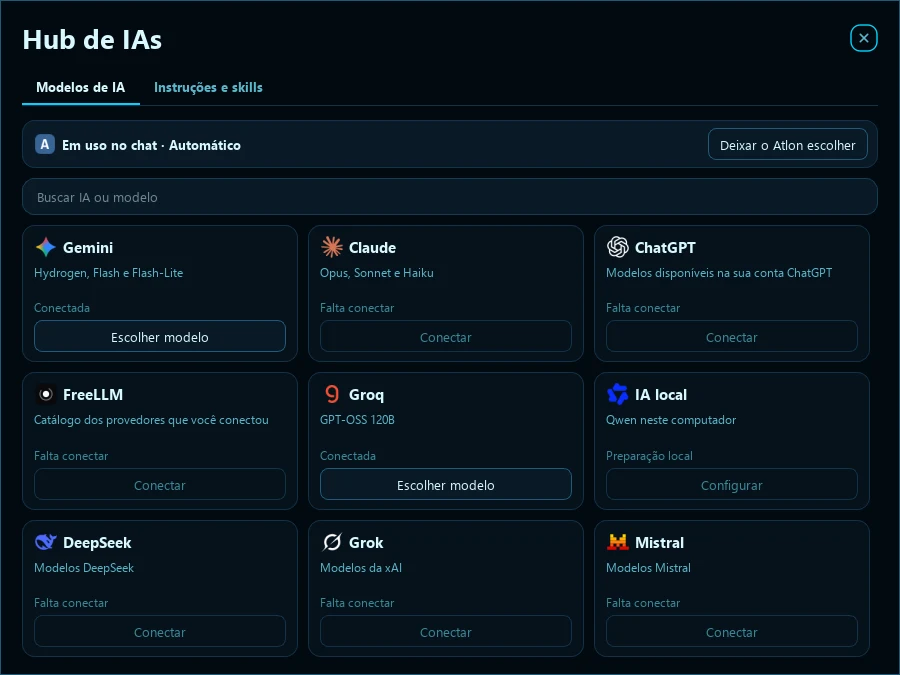 Hub de IAs
Modelos de IA
Instruções e skills
A
Em uso no chat · Automático
Deixar o Atlon escolher
Buscar IA ou modelo
Gemini
Hydrogen, Flash e Flash-Lite
Conectada
Escolher modelo
Claude
Opus, Sonnet e Haiku
Falta conectar
Conectar
ChatGPT
Modelos disponíveis na sua conta ChatGPT
Falta conectar
Conectar
FreeLLM
Catálogo dos provedores que você conectou
Falta conectar
Conectar
Groq
GPT-OSS 120B
Conectada
Escolher modelo
IA local
Qwen neste computador
Preparação local
Configurar
DeepSeek
Modelos DeepSeek
Falta conectar
Conectar
Grok
Modelos da xAI
Falta conectar
Conectar
Mistral
Modelos Mistral
Falta conectar
Conectar